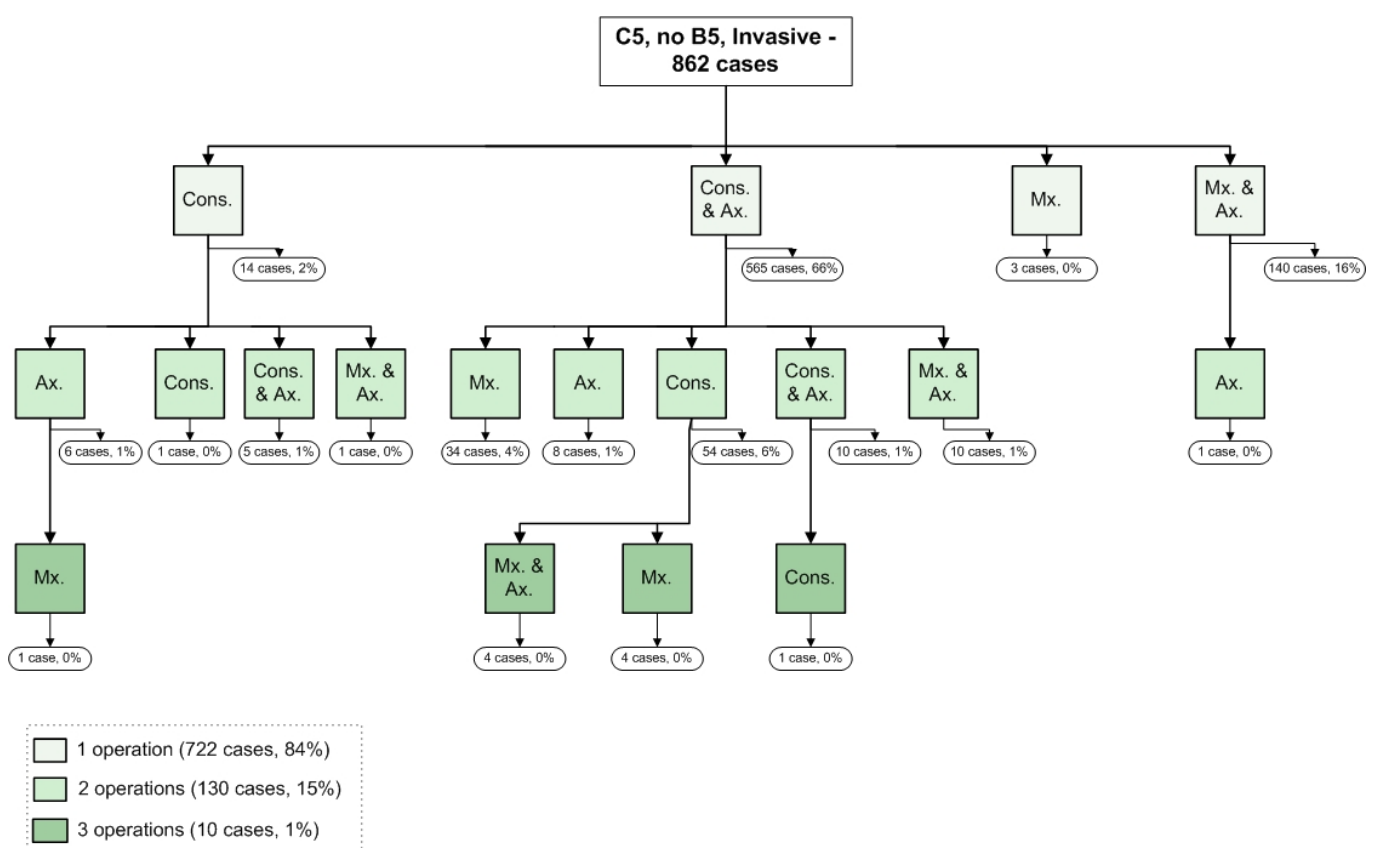 C5, no B5, Invasive -
862 cases
Cons.
Cons.
& Ax.
Mx.
Mx. &
Ax.
14 cases, 2%
565 cases, 66%
3 cases, 0%
140 cases, 16%
Ax.
Cons.
Cons.
& Ax.
Mx. &
Ax.
Mx.
Ax.
Cons.
Cons.
& Ax.
Mx. &
Ax.
Ax.
6 cases, 1%
1 case, 0%
5 cases, 1%
1 case, 0%
34 cases, 4%
8 cases, 1%
54 cases, 6%
10 cases, 1%
10 cases, 1%
1 case, 0%
Mx.
Mx. &
Ax.
Mx.
Cons.
1 case, 0%
4 cases, 0%
4 cases, 0%
1 case, 0%
1 operation (722 cases, 84%)
2 operations (130 cases, 15%)
3 operations (10 cases, 1%)